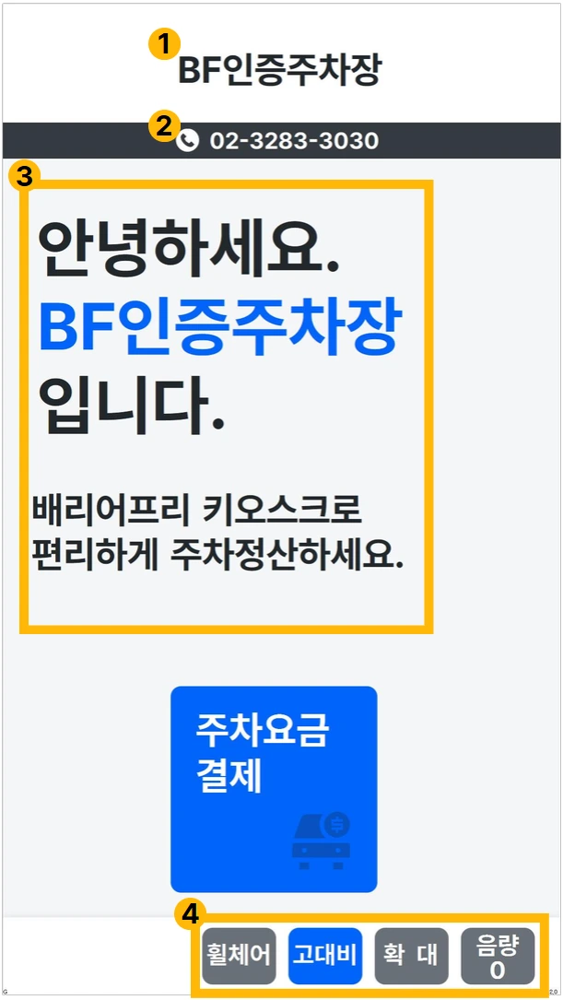 1
BF인증주차장
2
02-3283-3030
3
안녕하세요.
BF인증주차장
입니다.
배리어프리 키오스크로
편리하게 주차정산하세요.
주차요금
결제
$
4
휠체어 고대비 확 대 음량
0
G